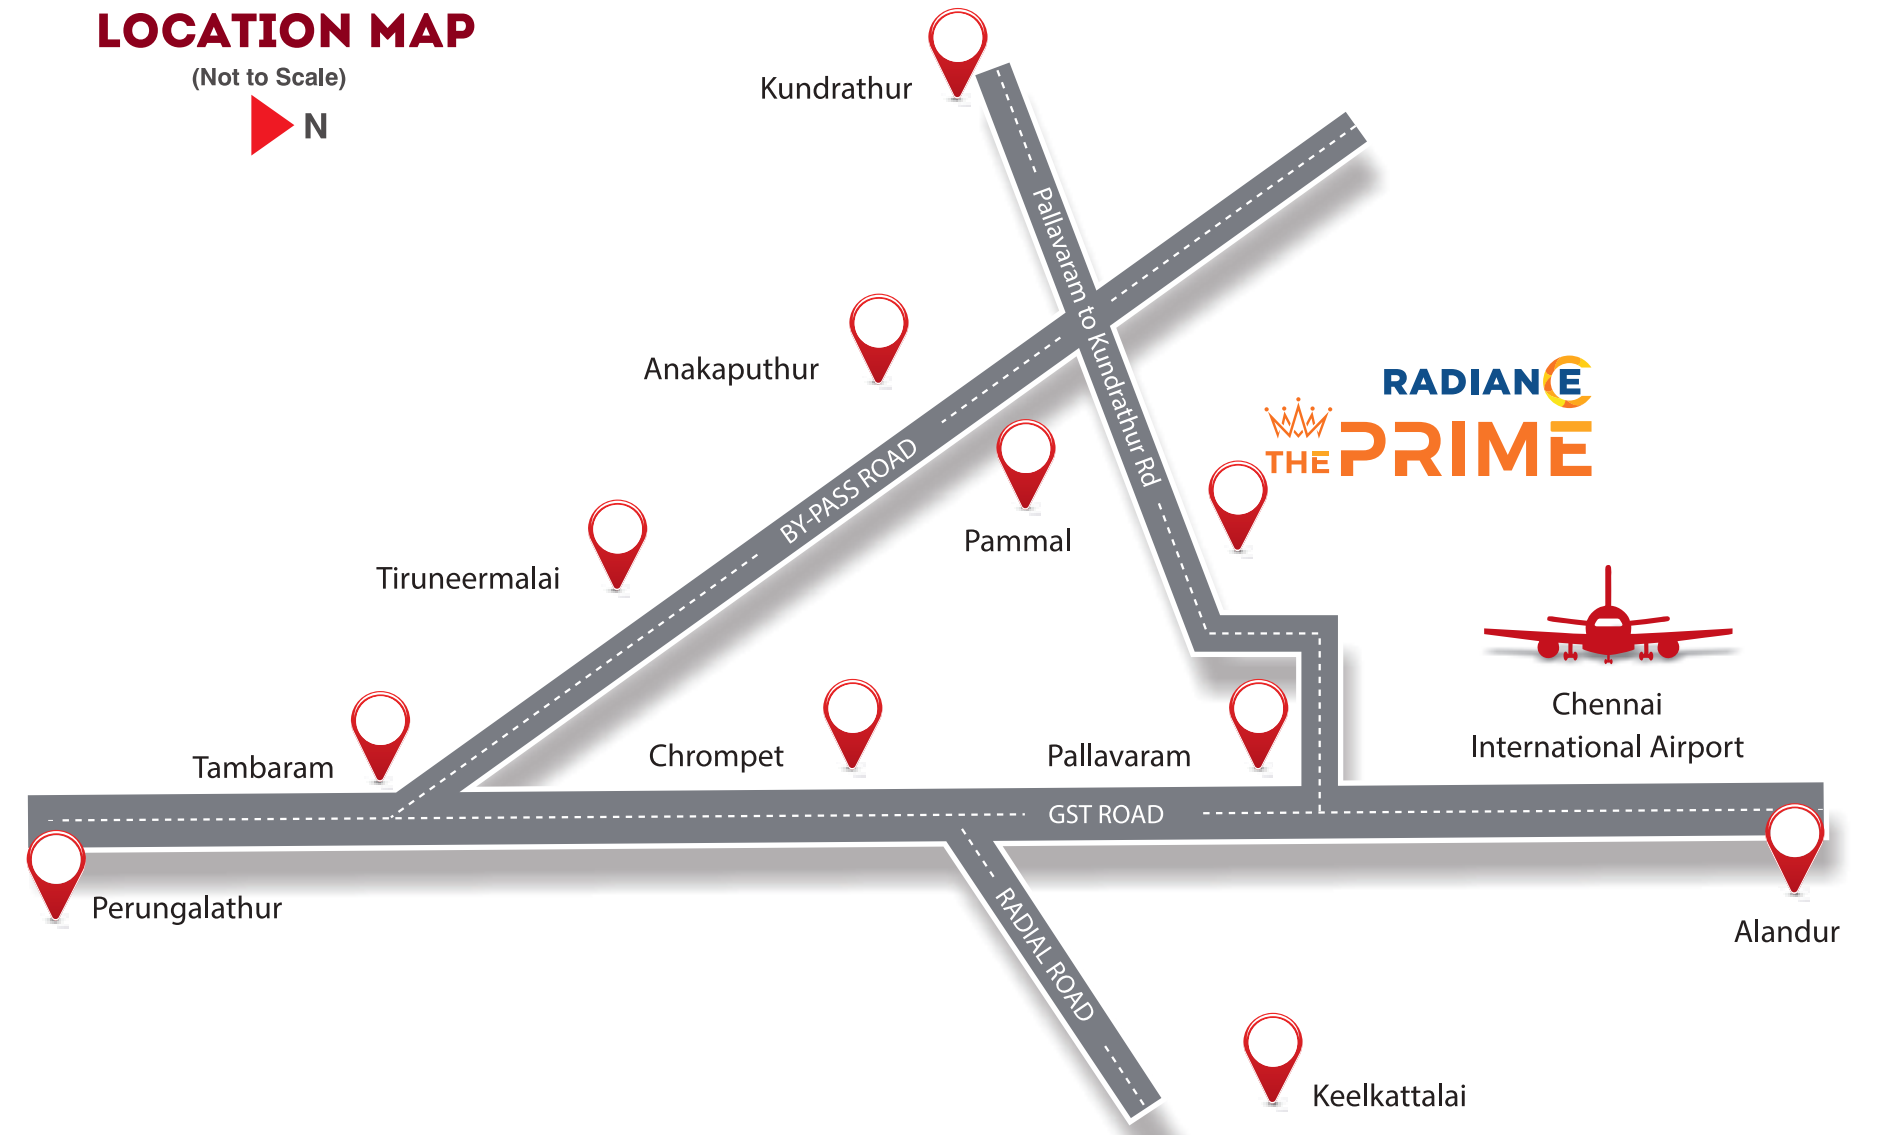 LOCATION MAP
(Not to Scale)
N
Kundrathur
Pallavaram to Kundrathur Rd
Anakaputhur
RADIANCE
THE PRIME
BY-PASS ROAD
Pammal
Tiruneermalai
Chennai
International Airport
Tambaram
Chrompet
Pallavaram
GST ROAD
Perungalathur
RADIAL ROAD
Alandur
Keelkattalai